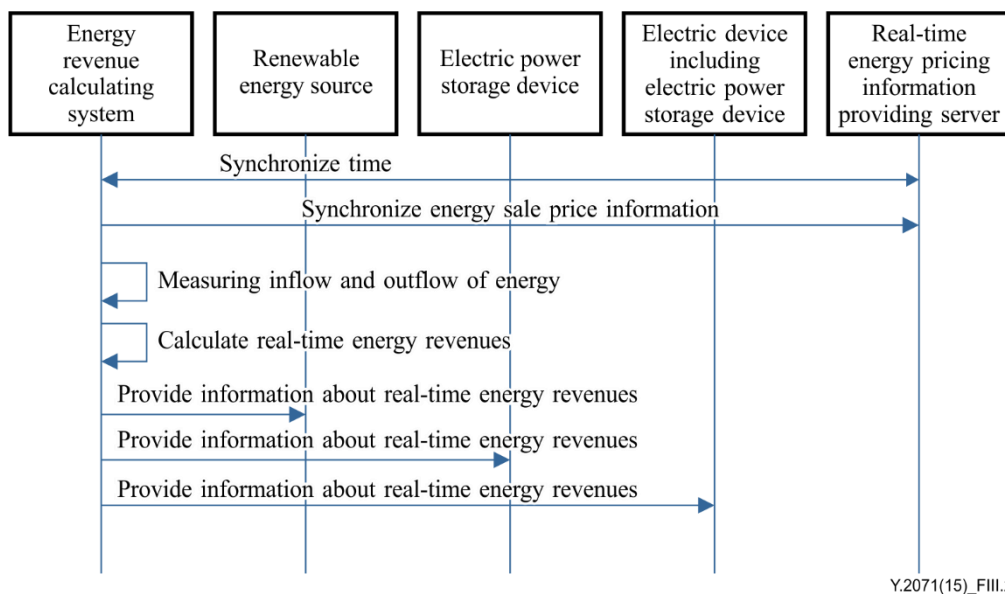 Energy
revenue
calculating
system
Renewable
energy source
Electric power
storage device
Electric device
including
electric power
storage device
Real-time
energy pricing
information
providing server
Synchronize time
Synchronize energy sale price information
Measuring inflow and outflow of energy
Calculate real-time energy revenues
Provide information about real-time energy revenues
Provide information about real-time energy revenues
Provide information about real-time energy revenues
Y.2071(15)_FIII.